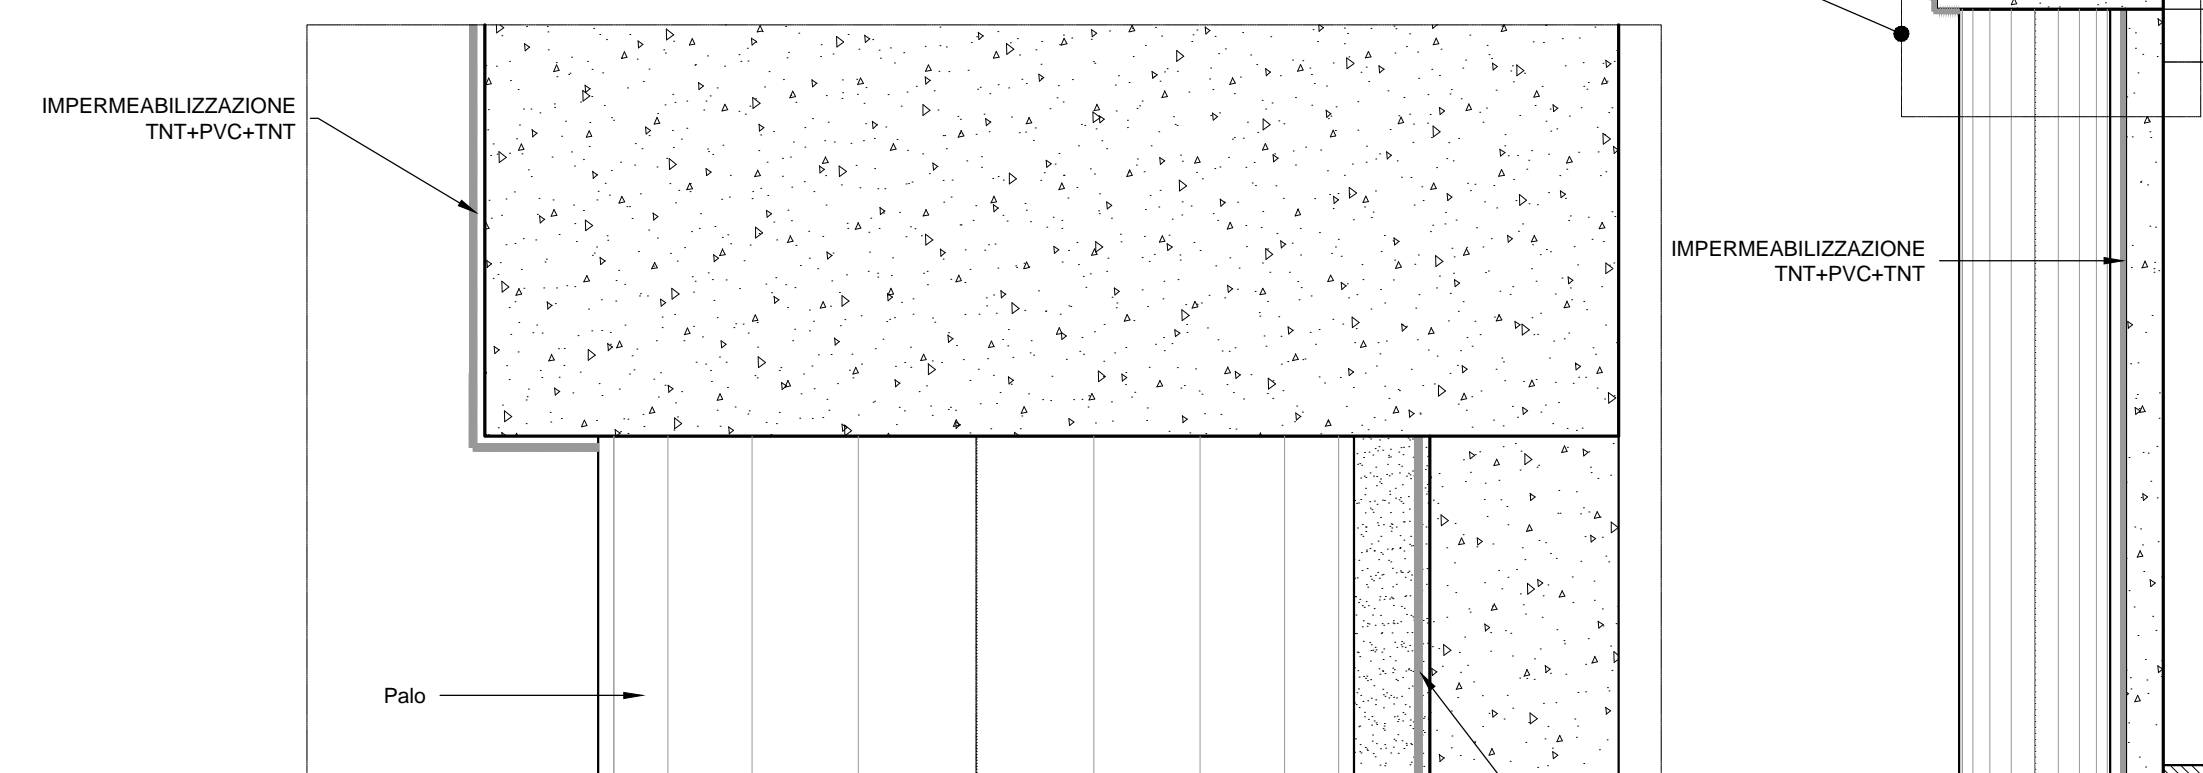 IMPERMEABILIZZAZIONE
TNT+PVC+TNT
IMPERMEABILIZZAZIONE
TNT+PVC+TNT
Palo